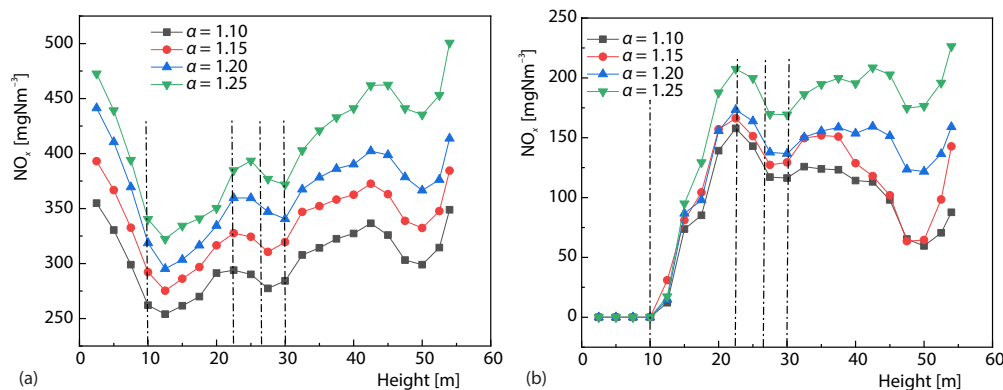 NOx [mgNm–3]
500
450
400
350
300
250
α = 1.10
α = 1.15
α = 1.20
α = 1.25
0 10 20 30 40 50 60
(a) Height [m]
NOx [mgNm–3]
250
200
150
100
50
0
α = 1.10
α = 1.15
α = 1.20
α = 1.25
0 10 20 30 40 50 60
(b) Height [m]